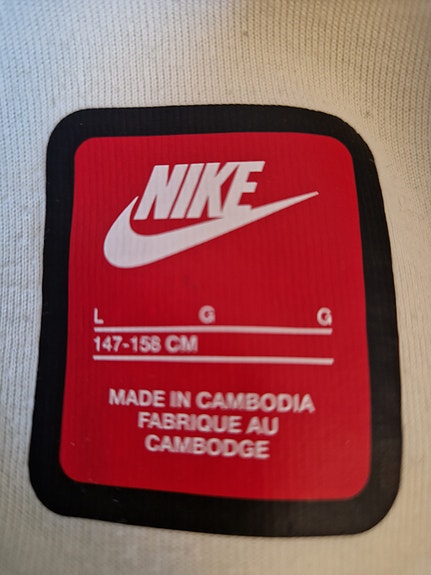 NIKE
L G G
147-158 CM
MADE IN CAMBODIA
FABRIQUE AU
CAMBODGE